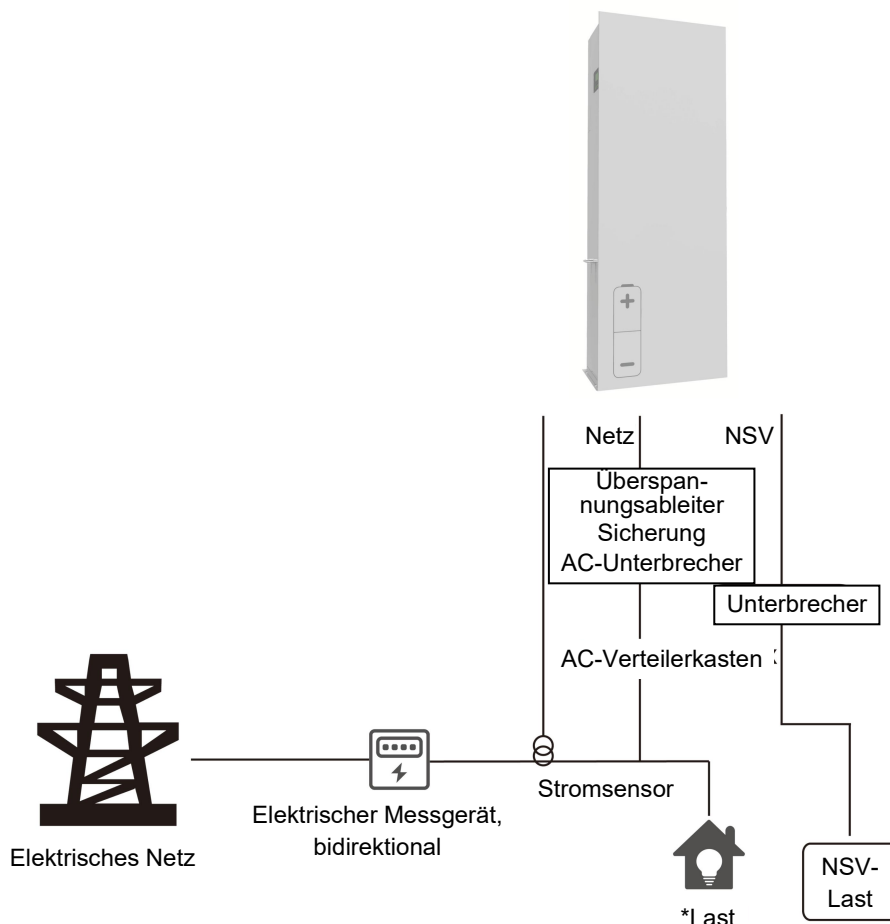 Netz
NSV
Überspan-
nungsableiter
Sicherung
AC-Unterbrecher
Unterbrecher
AC-Verteilerkasten
Stromsensor
Elektrischer Messgerät,
bidirektional
Elektrisches Netz
NSV-
Last
*Last